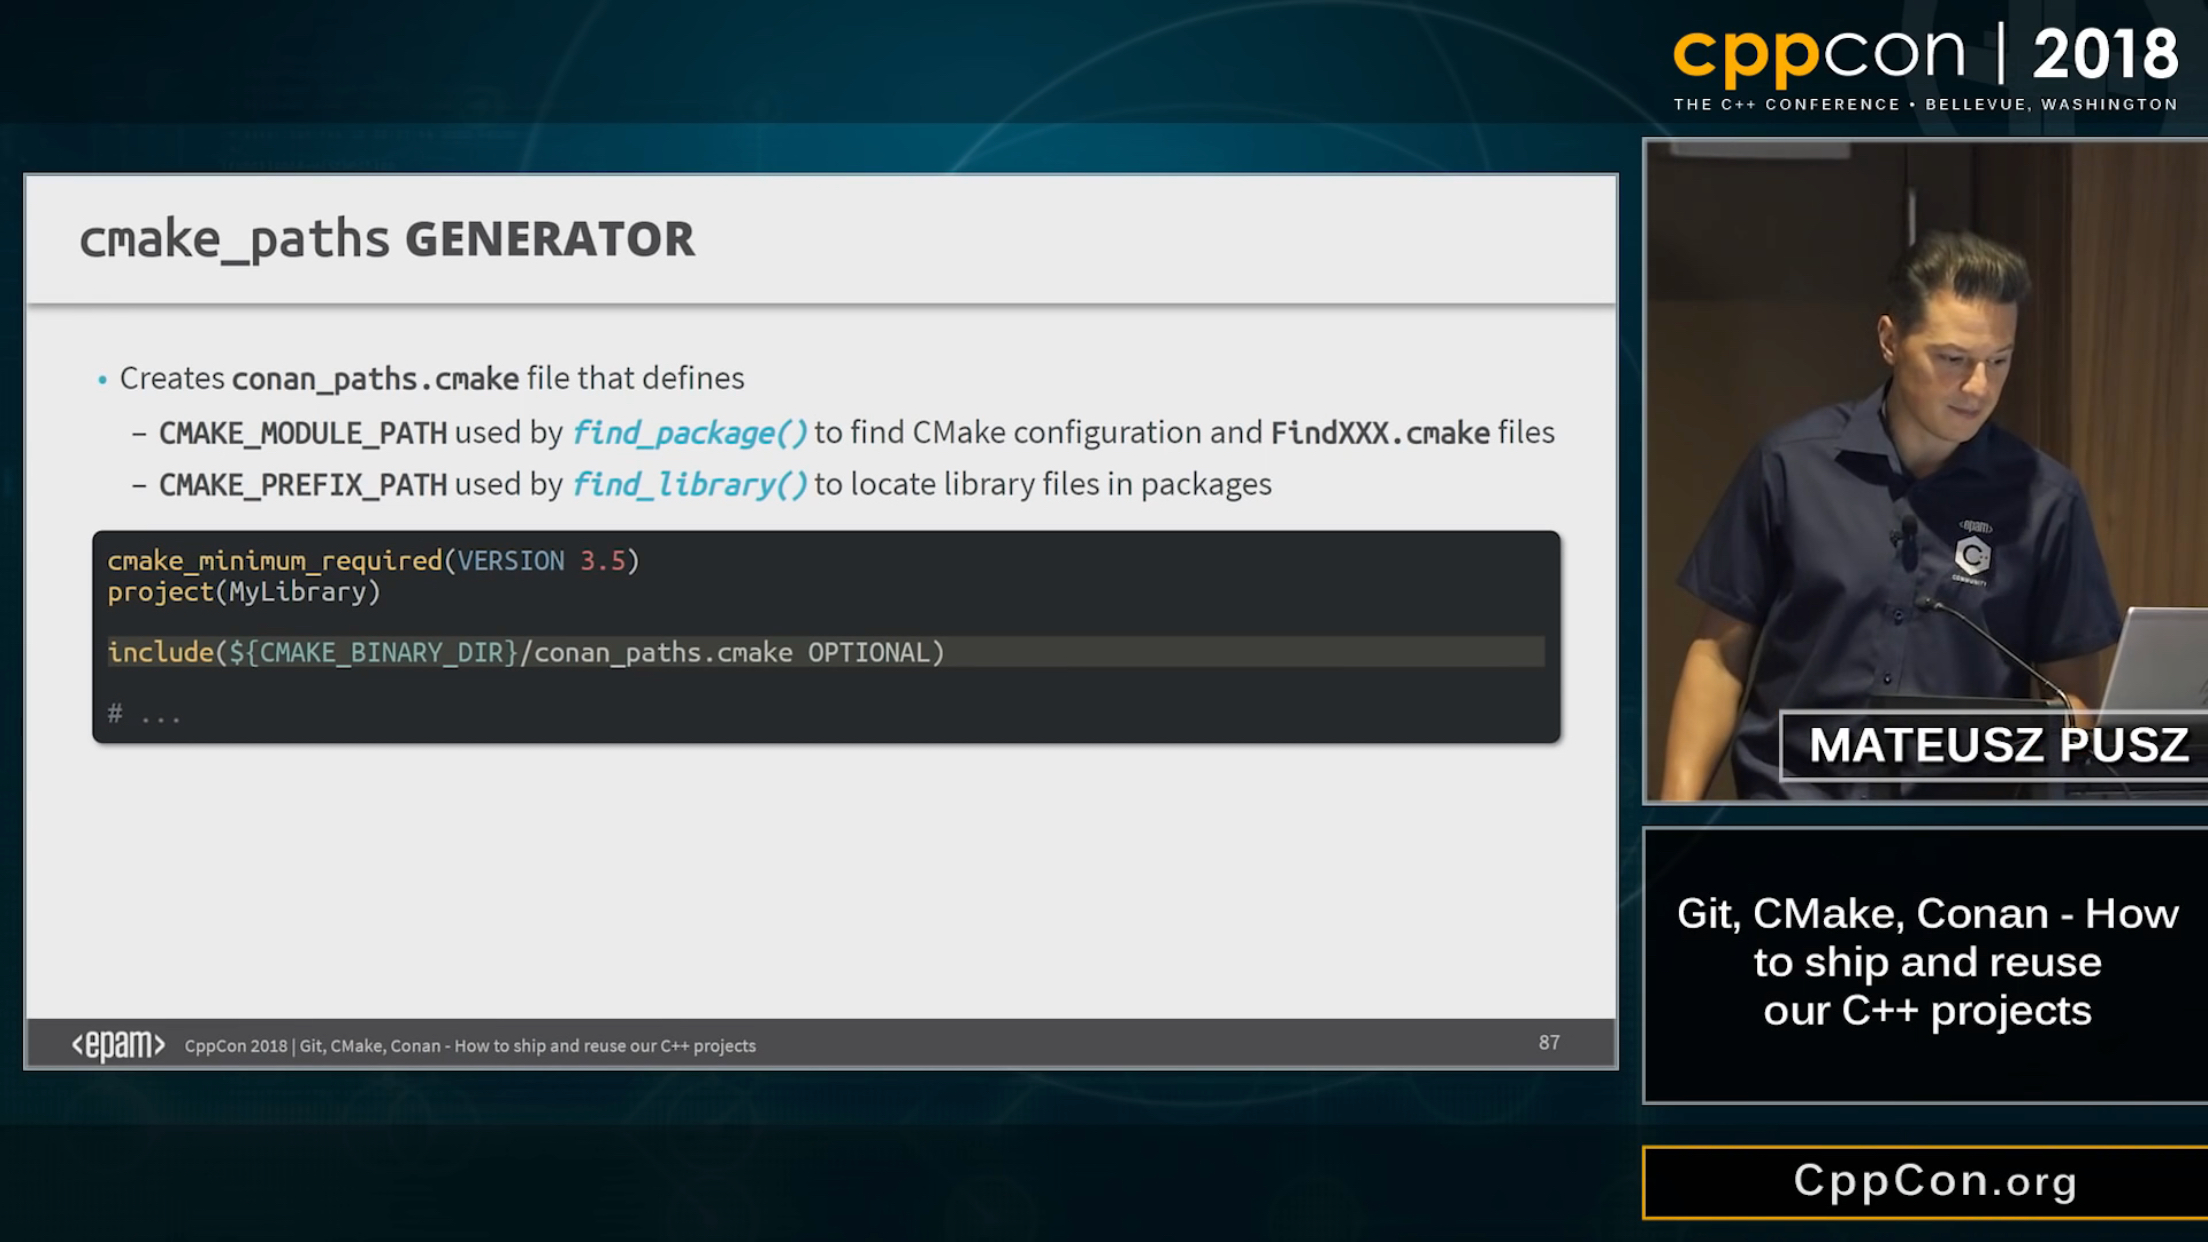 cppcon | 2018
THE C++ CONFERENCE • BELLEVUE, WASHINGTON
cmake_paths GENERATOR
• Creates conan_paths.cmake file that defines
– CMAKE_MODULE_PATH used by find_package() to find CMake configuration and FindXXX.cmake files
– CMAKE_PREFIX_PATH used by find_library() to locate library files in packages
cmake_minimum_required(VERSION 3.5)
project(MyLibrary)
include(${CMAKE_BINARY_DIR}/conan_paths.cmake OPTIONAL)
# ...
<epam> CppCon 2018 | Git, CMake, Conan - How to ship and reuse our C++ projects 87
<epam>
C++
COMMUNITY
MATEUSZ PUSZ
Git, CMake, Conan - How
to ship and reuse
our C++ projects
CppCon.org